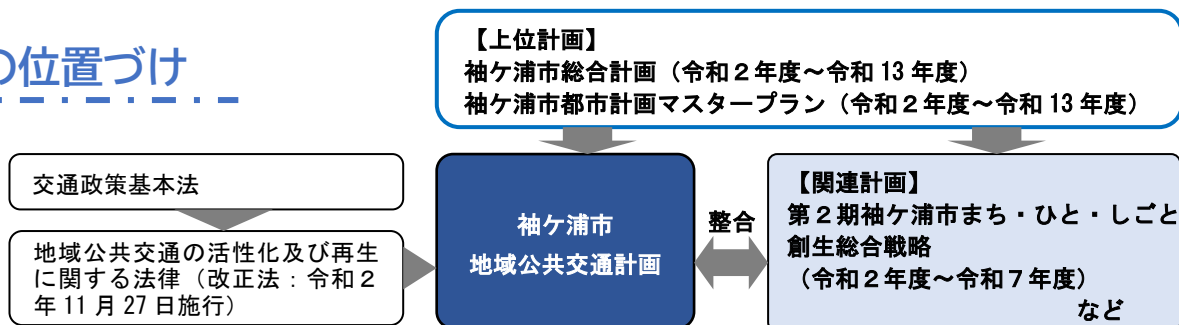 の位置づけ
【上位計画】
袖ケ浦市総合計画（令和２年度～令和 13 年度）
袖ケ浦市都市計画マスタープラン（令和２年度～令和 13 年度）
交通政策基本法
地域公共交通の活性化及び再生
に関する法律（改正法：令和２
年 11 月 27 日施行）
袖ケ浦市
地域公共交通計画
整合
【関連計画】
第２期袖ケ浦市まち・ひと・しごと
創生総合戦略
（令和２年度～令和７年度）
など